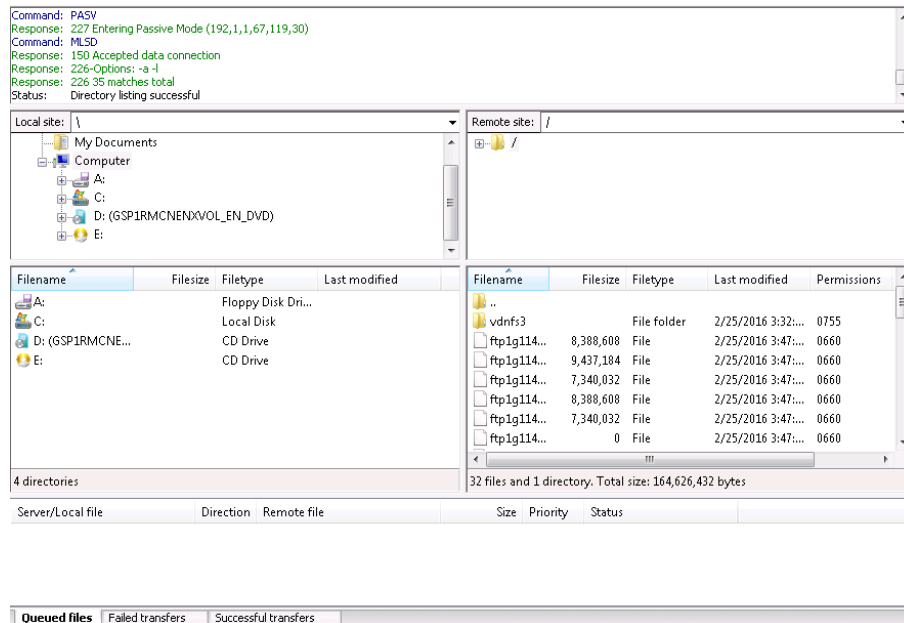 Command: PASV
Response: 227 Entering Passive Mode (192,1,1,67,119,30)
Command: MLSD
Response: 150 Accepted data connection
Response: 226-Options: -a -l
Response: 226 35 matches total
Status: Directory listing successful
Local site: \
Remote site: /
My Documents
Computer
A:
C:
D: (GSP1RMCNENXVOL_EN_DVD)
E:
/
Filename Filesize Filetype Last modified
A: Floppy Disk Dri...
C: Local Disk
D: (GSP1RMCNE... CD Drive
E: CD Drive
4 directories
Filename Filesize Filetype Last modified Permissions
..
vdnfs3 File folder 2/25/2016 3:32:... 0755
ftp1g114... 8,388,608 File 2/25/2016 3:47:... 0660
ftp1g114... 9,437,184 File 2/25/2016 3:47:... 0660
ftp1g114... 7,340,032 File 2/25/2016 3:47:... 0660
ftp1g114... 8,388,608 File 2/25/2016 3:47:... 0660
ftp1g114... 7,340,032 File 2/25/2016 3:47:... 0660
ftp1g114... 0 File 2/25/2016 3:47:... 0660
32 files and 1 directory. Total size: 164,626,432 bytes
Server/Local file Direction Remote file Size Priority Status
Queued files Failed transfers Successful transfers